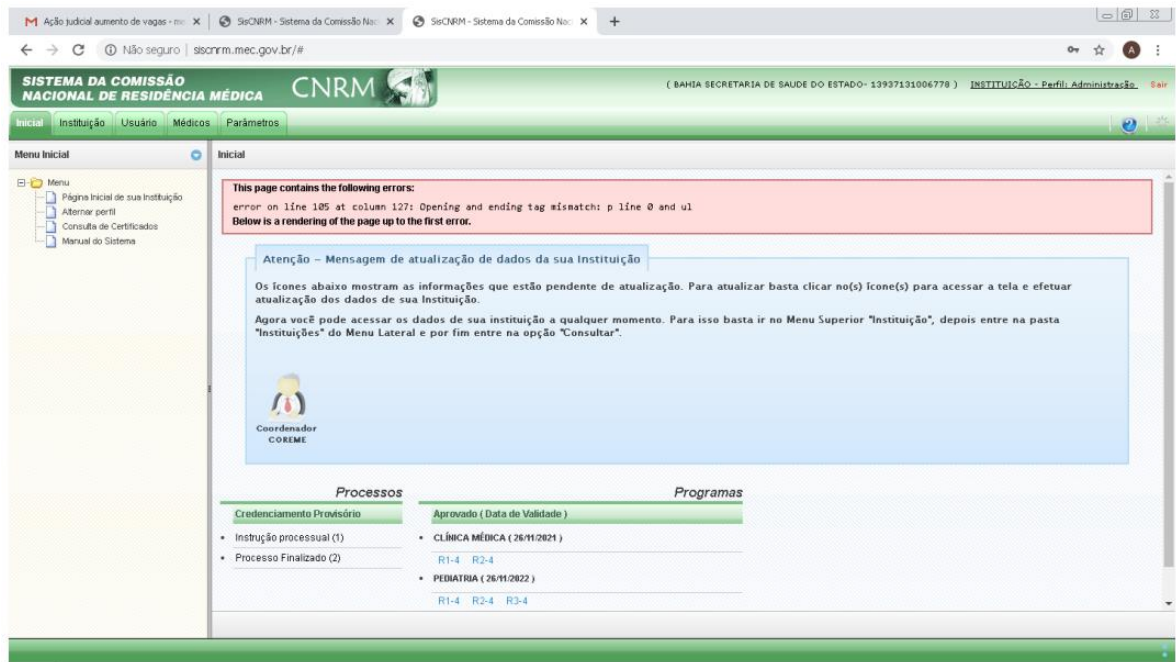 Ação judicial aumento de vagas - me
SisCNRM - Sistema da Comissão Nac
SisCNRM - Sistema da Comissão Nac
Não seguro | siscnrm.mec.gov.br/#
A
SISTEMA DA COMISSÃO
NACIONAL DE RESIDÊNCIA MÉDICA
CNRM
( BAHIA SECRETARIA DE SAUDE DO ESTADO- 13937131006778 ) INSTITUIÇÃO - Perfil: Administração Sair
Inicial Instituição Usuário Médicos Parâmetros
Menu Inicial
Inicial
Menu
Página Inicial de sua Instituição
Alternar perfil
Consulta de Certificados
Manual do Sistema
This page contains the following errors:
error on line 105 at column 127: Opening and ending tag mismatch: p line 0 and ul
Below is a rendering of the page up to the first error.
Atenção – Mensagem de atualização de dados da sua Instituição
Os ícones abaixo mostram as informações que estão pendente de atualização. Para atualizar basta clicar no(s) ícone(s) para acessar a tela e efetuar
atualização dos dados de sua Instituição.
Agora você pode acessar os dados de sua instituição a qualquer momento. Para isso basta ir no Menu Superior "Instituição", depois entre na pasta
"Instituições" do Menu Lateral e por fim entre na opção "Consultar".
Coordenador
COREME
Processos
Credenciamento Provisório
Instrução processual (1)
Processo Finalizado (2)
Programas
Aprovado ( Data de Validade )
CLÍNICA MÉDICA ( 26/11/2021 )
R1-4 R2-4
PEDIATRIA ( 26/11/2022 )
R1-4 R2-4 R3-4